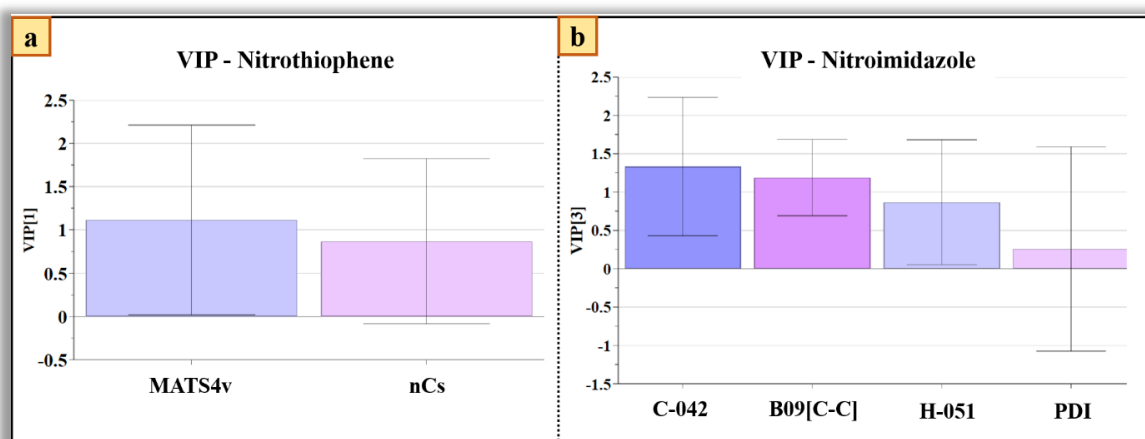 a
VIP - Nitrothiophene
2.5
2
1.5
1
0.5
0
-0.5
VIP[1]
MATS4v nCs
b
VIP - Nitroimidazole
2.5
2
1.5
1
0.5
0
-0.5
-1
-1.5
VIP[3]
C-042 B09[C-C] H-051 PDI